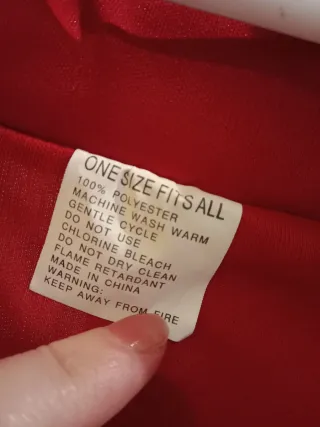 ONE SIZE FITS ALL
100% POLYESTER
MACHINE WASH WARM
GENTLE CYCLE
DO NOT USE
CHLORINE BLEACH
DO NOT DRY CLEAN
FLAME RETARDANT
MADE IN CHINA
WARNING:
KEEP AWAY FROM FIRE